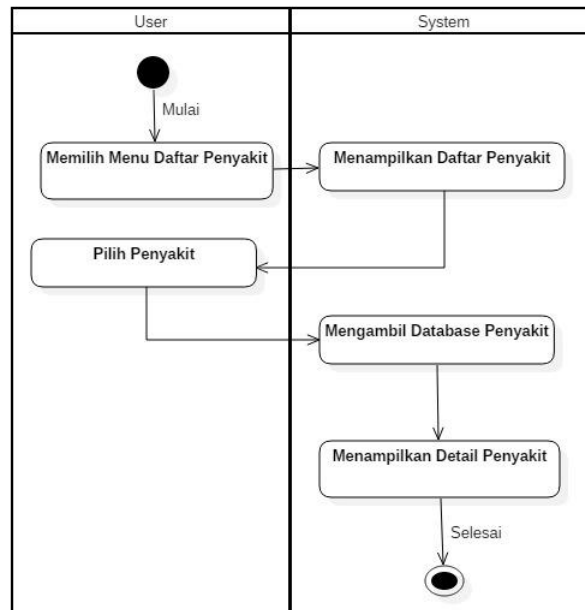 User
System
Mulai
Memilih Menu Daftar Penyakit
Menampilkan Daftar Penyakit
Pilih Penyakit
Mengambil Database Penyakit
Menampilkan Detail Penyakit
Selesai